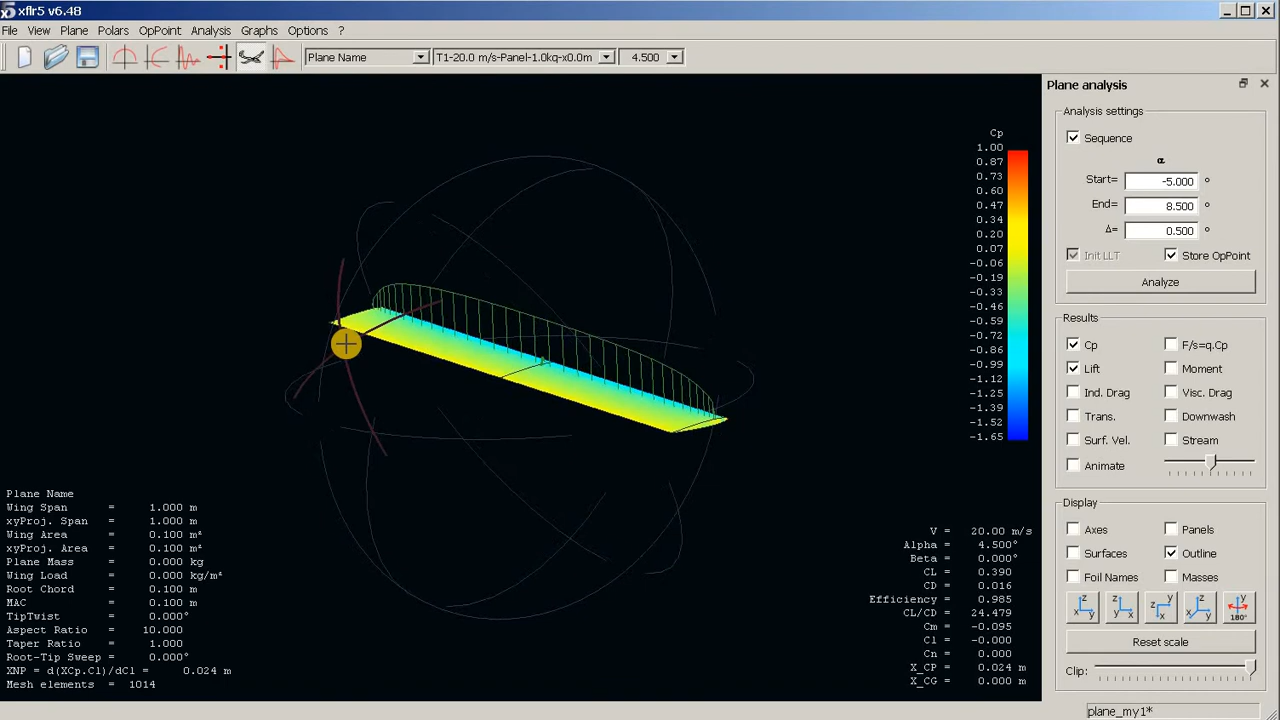 xflr5 v6.48
File View Plane Polars OpPoint Analysis Graphs Options ?
Plane Name T1-20.0 m/s-Panel-1.0kg-x0.0m 4.500
Plane analysis
Analysis settings
Sequence
α
Start= -5.000 °
End= 8.500 °
Δ= 0.500 °
Init LLT Store OpPoint
Analyze
Results
Cp F/s=q.Cp
Lift Moment
Ind. Drag Visc. Drag
Trans. Downwash
Surf. Vel. Stream
Animate
Display
Axes Panels
Surfaces Outline
Foil Names Masses
z x y z y x z x y z x y y 180°
Reset scale
Clip:
plane_my1*
Cp
1.00
0.87
0.73
0.60
0.47
0.34
0.20
0.07
-0.06
-0.19
-0.33
-0.46
-0.59
-0.72
-0.86
-0.99
-1.12
-1.25
-1.39
-1.52
-1.65
Plane Name
Wing Span = 1.000 m
xyProj. Span = 1.000 m
Wing Area = 0.100 m²
xyProj. Area = 0.100 m²
Plane Mass = 0.000 kg
Wing Load = 0.000 kg/m²
Root Chord = 0.100 m
MAC = 0.100 m
TipTwist = 0.000°
Aspect Ratio = 10.000
Taper Ratio = 1.000
Root-Tip Sweep = 0.000°
XNP = d(XCp.Cl)/dCl = 0.024 m
Mesh elements = 1014
V = 20.00 m/s
Alpha = 4.500°
Beta = 0.000°
CL = 0.390
CD = 0.016
Efficiency = 0.985
CL/CD = 24.479
Cm = -0.095
Cl = -0.000
Cn = 0.000
X_CP = 0.024 m
X_CG = 0.000 m